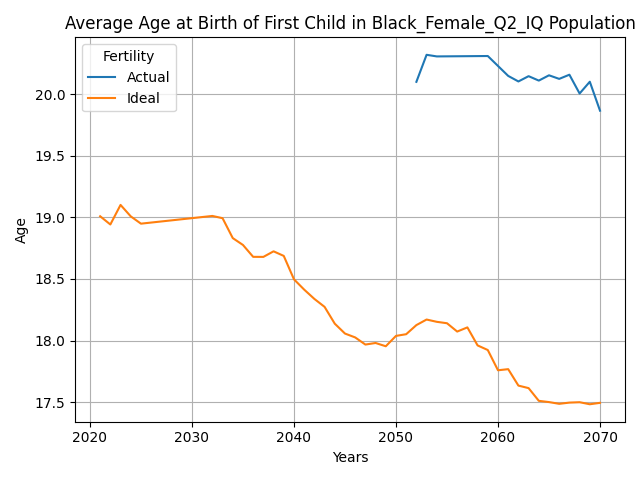 Average Age at Birth of First Child in Black_Female_Q2_IQ Population
Fertility
Actual
Ideal
20.0
19.5
19.0
18.5
18.0
17.5
Age
2020
2030
2040
2050
2060
2070
Years